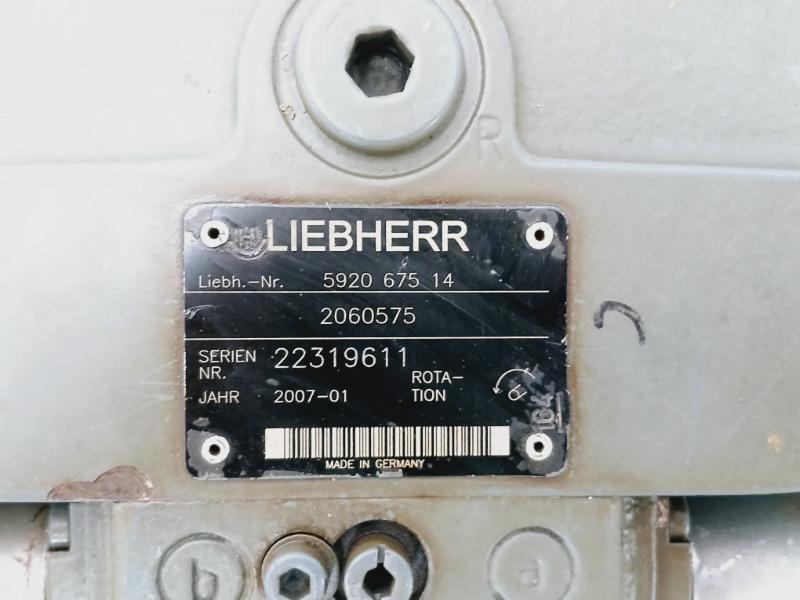 R
LIEBHERR
Liebh.-Nr. 5920 675 14
2060575
SERIEN NR. 22319611
JAHR 2007-01 ROTA-TION
MADE IN GERMANY
b d